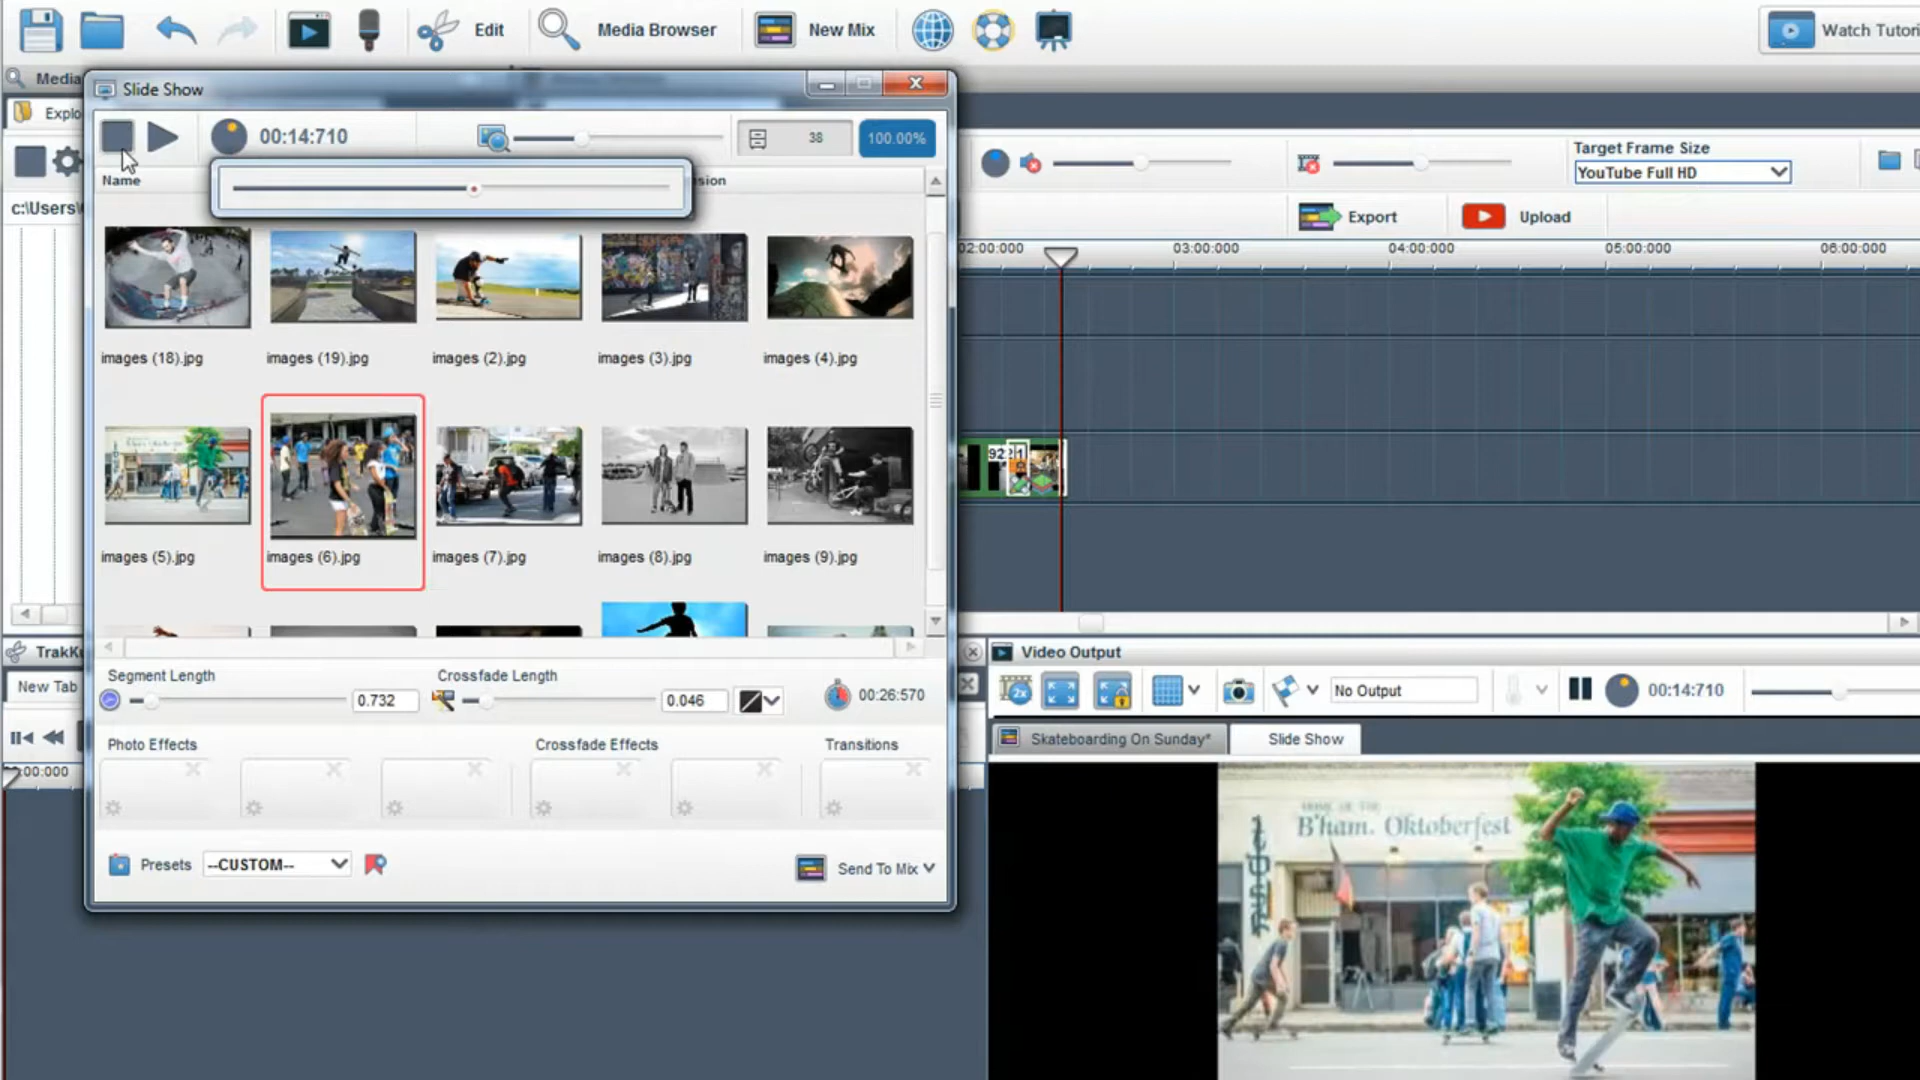 Edit
Media Browser
New Mix
Watch Tutori
Media
Slide Show
Explo
00:14:710
38
100.00%
Target Frame Size
YouTube Full HD
Name
sion
c:\Users\
Export
Upload
02:00:000
03:00:000
04:00:000
05:00:000
06:00:000
images (18).jpg
images (19).jpg
images (2).jpg
images (3).jpg
images (4).jpg
images (5).jpg
images (6).jpg
images (7).jpg
images (8).jpg
images (9).jpg
TrakKu
Video Output
New Tab
Segment Length
Crossfade Length
0.732
0.046
00:26:570
2x
No Output
00:14:710
Photo Effects
Crossfade Effects
Transitions
Skateboarding On Sunday*
Slide Show
00:000
B'ham. Oktoberfest
Presets
--CUSTOM--
Send To Mix